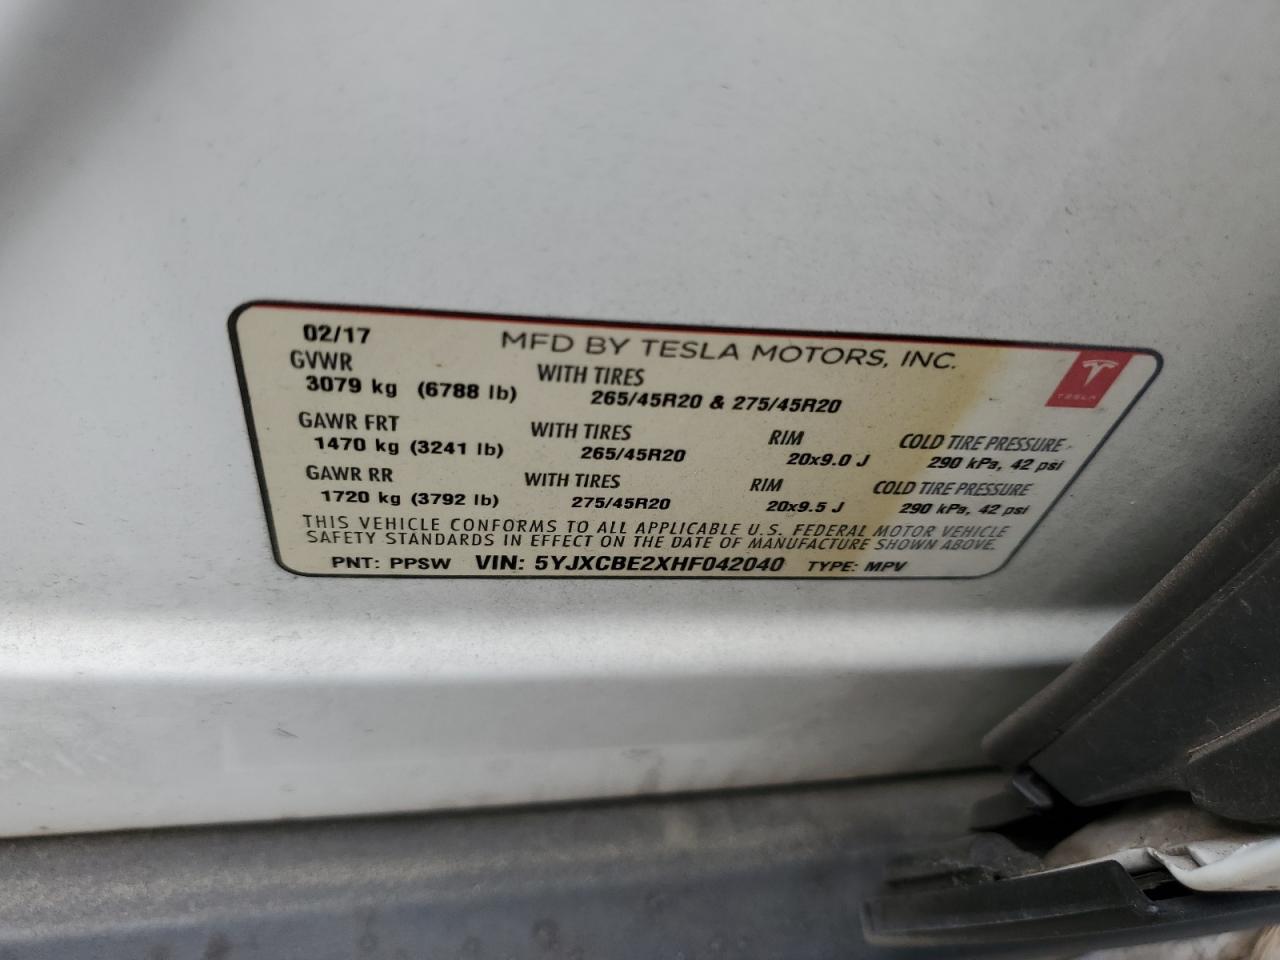 02/17 MFD BY TESLA MOTORS, INC.
TESLA
GVWR WITH TIRES
3079 kg (6788 lb) 265/45R20 & 275/45R20
GAWR FRT WITH TIRES RIM COLD TIRE PRESSURE
1470 kg (3241 lb) 265/45R20 20x9.0 J 290 kPa, 42 psi
GAWR RR WITH TIRES RIM COLD TIRE PRESSURE
1720 kg (3792 lb) 275/45R20 20x9.5 J 290 kPa, 42 psi
THIS VEHICLE CONFORMS TO ALL APPLICABLE U.S. FEDERAL MOTOR VEHICLE
SAFETY STANDARDS IN EFFECT ON THE DATE OF MANUFACTURE SHOWN ABOVE.
PNT: PPSW VIN: 5YJXCBE2XHF042040 TYPE: MPV